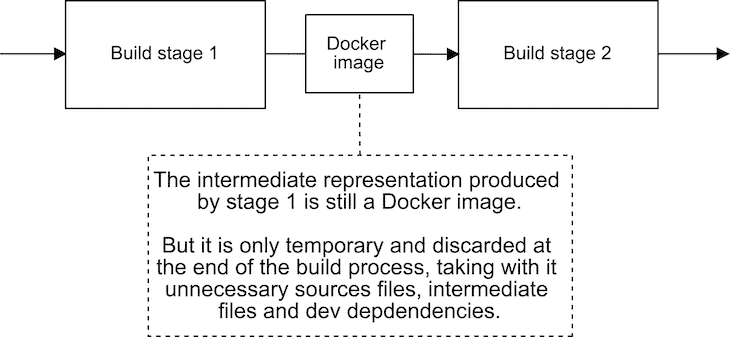 Build stage 1
Docker
image
Build stage 2
The intermediate representation produced
by stage 1 is still a Docker image.
But it is only temporary and discarded at
the end of the build process, taking with it
unnecessary sources files, intermediate
files and dev depdendencies.